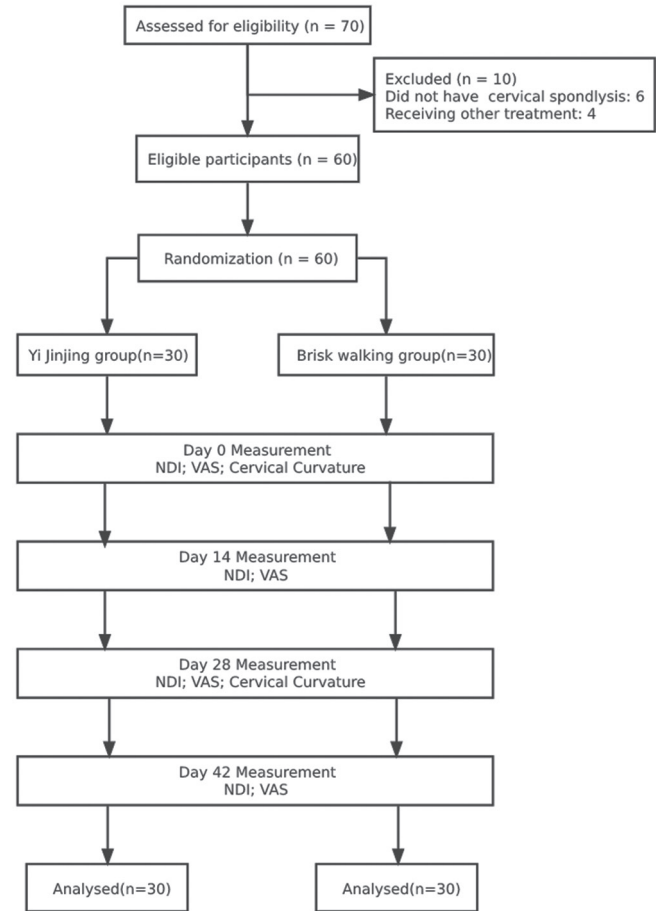 Assessed for eligibility (n = 70)
Excluded (n = 10)
Did not have cervical spondlysis: 6
Receiving other treatment: 4
Eligible participants (n = 60)
Randomization (n = 60)
Yi Jinjing group(n=30)
Brisk walking group(n=30)
Day 0 Measurement
NDI; VAS; Cervical Curvature
Day 14 Measurement
NDI; VAS
Day 28 Measurement
NDI; VAS; Cervical Curvature
Day 42 Measurement
NDI; VAS
Analysed(n=30)
Analysed(n=30)